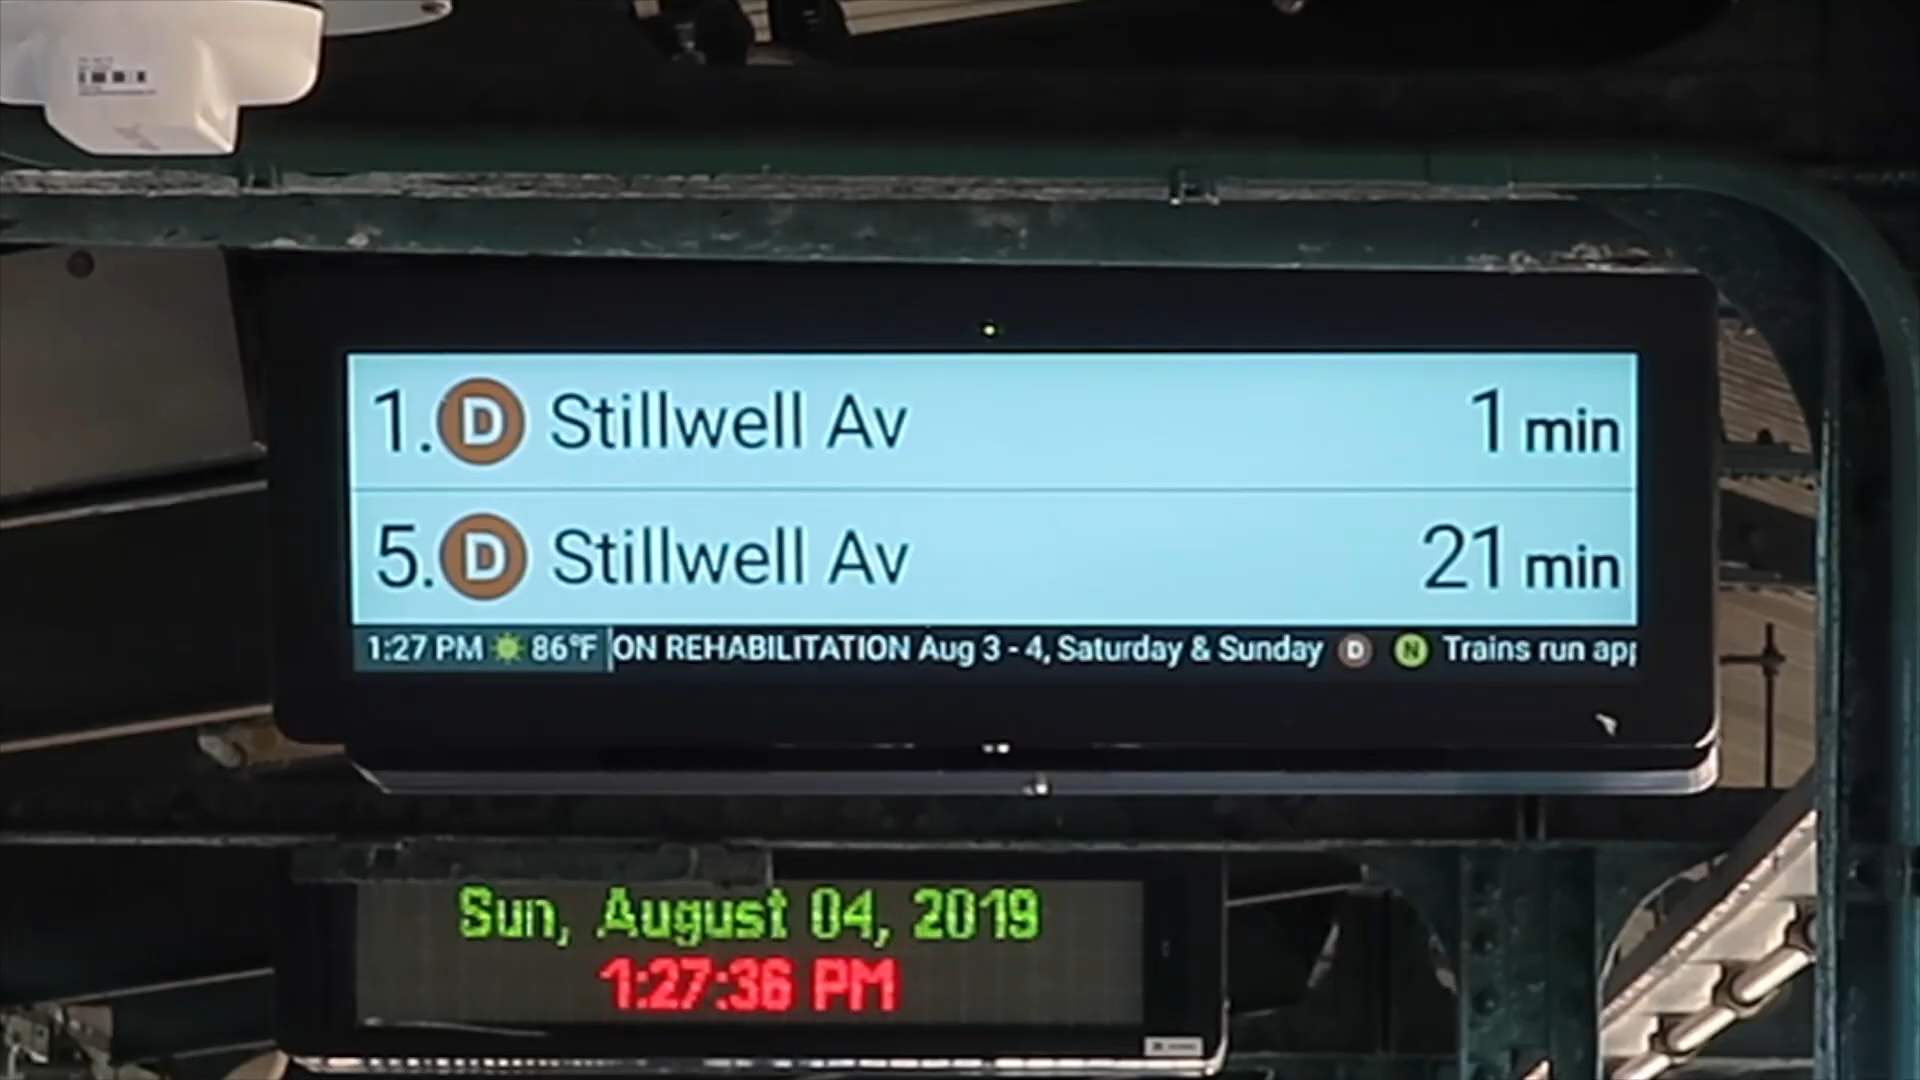 1. D Stillwell Av 1 min
5. D Stillwell Av 21 min
1:27 PM 86°F ON REHABILITATION Aug 3 - 4, Saturday & Sunday D N Trains run
Sun, August 04, 2019
1:27:36 PM